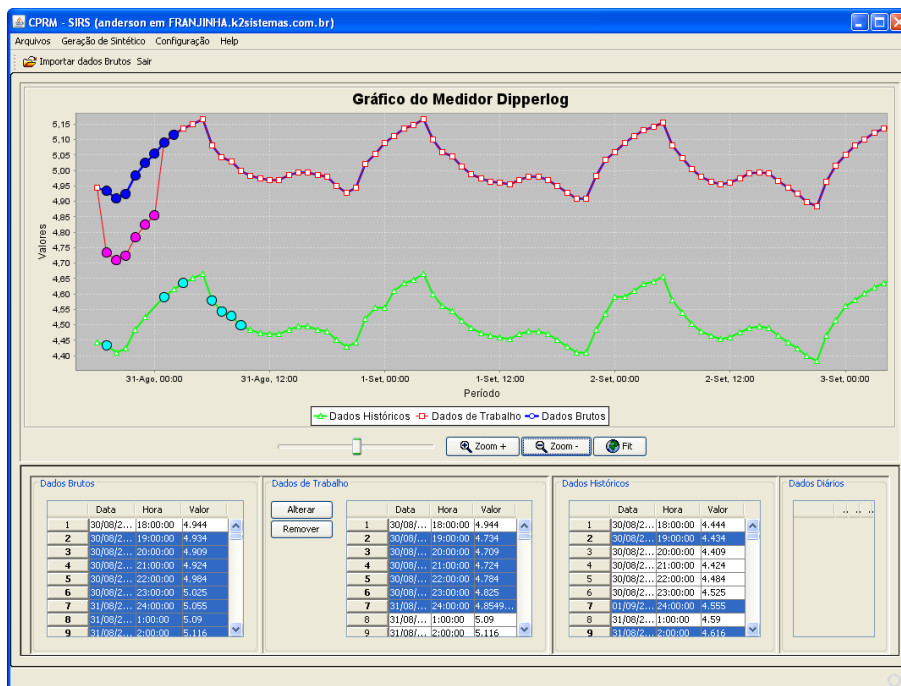 CPRM - SIRS (anderson em FRANJINHA.k2sistemas.com.br)
Arquivos Geração de Sintético Configuração Help
Importar dados Brutos Sair
Gráfico do Medidor Dipperlog
Valores
5,15
5,10
5,05
5,00
4,95
4,90
4,85
4,80
4,75
4,70
4,65
4,60
4,55
4,50
4,45
4,40
31-Ago, 00:00 31-Ago, 12:00 1-Set, 00:00 1-Set, 12:00 2-Set, 00:00 2-Set, 12:00 3-Set, 00:00
Período
Dados Históricos Dados de Trabalho Dados Brutos
Zoom + Zoom - Fit
Dados Brutos
Data Hora Valor
1 30/08/2... 18:00:00 4.944
2 30/08/2... 19:00:00 4.934
3 30/08/2... 20:00:00 4.909
4 30/08/2... 21:00:00 4.924
5 30/08/2... 22:00:00 4.984
6 30/08/2... 23:00:00 5.025
7 31/08/2... 24:00:00 5.055
8 31/08/2... 1:00:00 5.09
9 31/08/2... 2:00:00 5.116
Dados de Trabalho
Alterar
Remover
Data Hora Valor
1 30/08/... 18:00:00 4.944
2 30/08/... 19:00:00 4.734
3 30/08/... 20:00:00 4.709
4 30/08/... 21:00:00 4.724
5 30/08/... 22:00:00 4.784
6 30/08/... 23:00:00 4.825
7 31/08/... 24:00:00 4.8549...
8 31/08/... 1:00:00 5.09
9 31/08/... 2:00:00 5.116
Dados Históricos
Data Hora Valor
1 30/08/2... 18:00:00 4.444
2 30/08/2... 19:00:00 4.434
3 30/08/2... 20:00:00 4.409
4 30/08/2... 21:00:00 4.424
5 30/08/2... 22:00:00 4.484
6 30/08/2... 23:00:00 4.525
7 01/09/2... 24:00:00 4.555
8 31/08/2... 1:00:00 4.59
9 31/08/2... 2:00:00 4.616
Dados Diários
.. .. ..